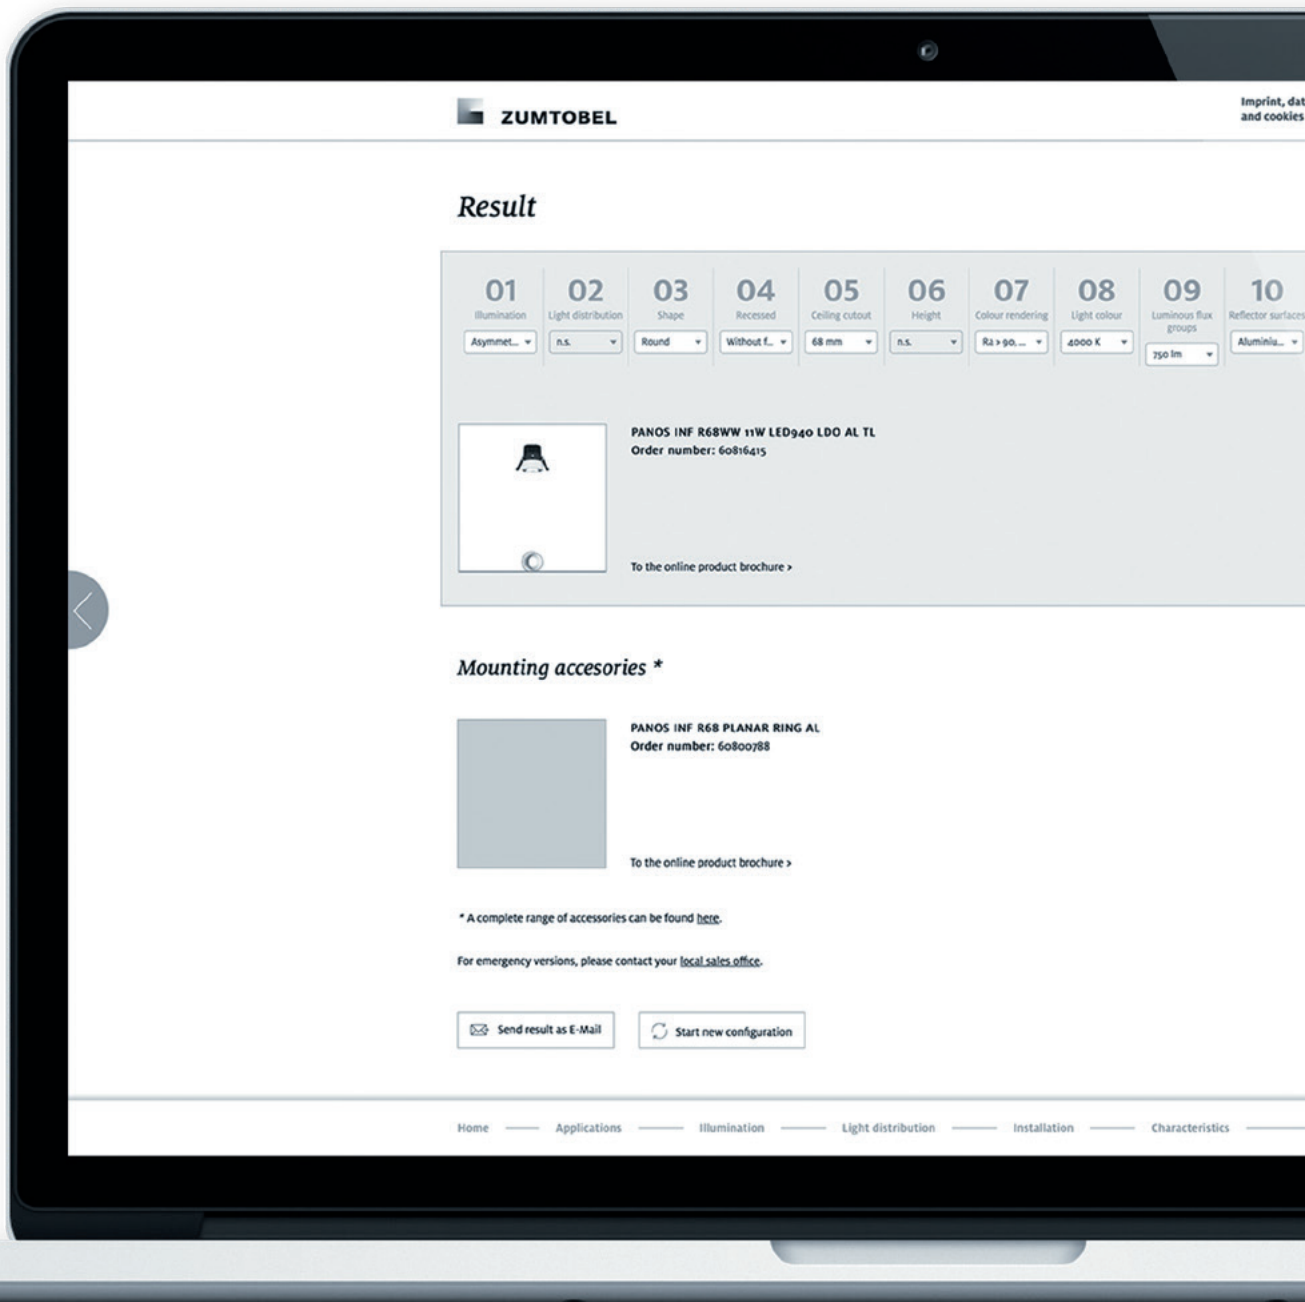 ZUMTOBEL
Imprint, dat
and cookies
Result
01 02 03 04 05 06 07 08 09 10
Illumination Light distribution Shape Recessed Ceiling cutout Height Colour rendering Light colour Luminous flux groups Reflector surfaces
Asymmet... n.s. Round Without f... 68 mm n.s. Ra > 90, ... 4000 K 750 lm Aluminiu...
PANOS INF R68WW 11W LED940 LDO AL TL
Order number: 60816415
To the online product brochure >
Mounting accesories *
PANOS INF R68 PLANAR RING AL
Order number: 60800788
To the online product brochure >
* A complete range of accessories can be found here.
For emergency versions, please contact your local sales office.
Send result as E-Mail Start new configuration
Home Applications Illumination Light distribution Installation Characteristics